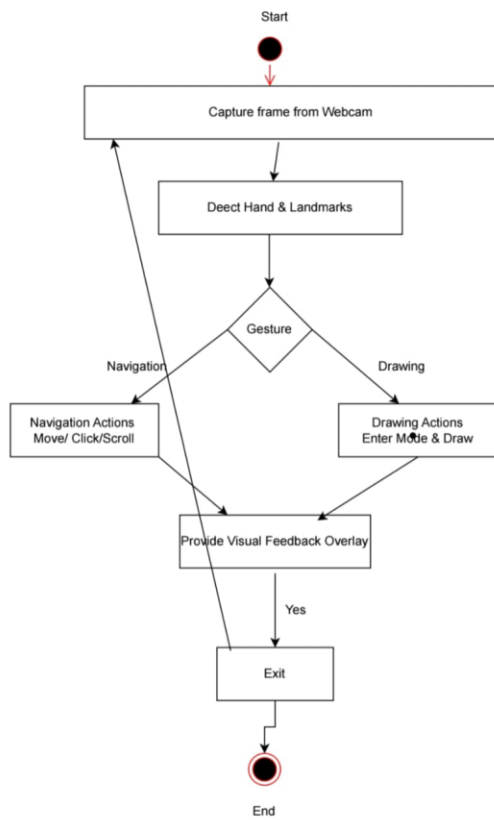 Start
Capture frame from Webcam
Deect Hand & Landmarks
Gesture
Navigation
Drawing
Navigation Actions
Move/ Click/Scroll
Drawing Actions
Enter Mode & Draw
Provide Visual Feedback Overlay
Yes
Exit
End